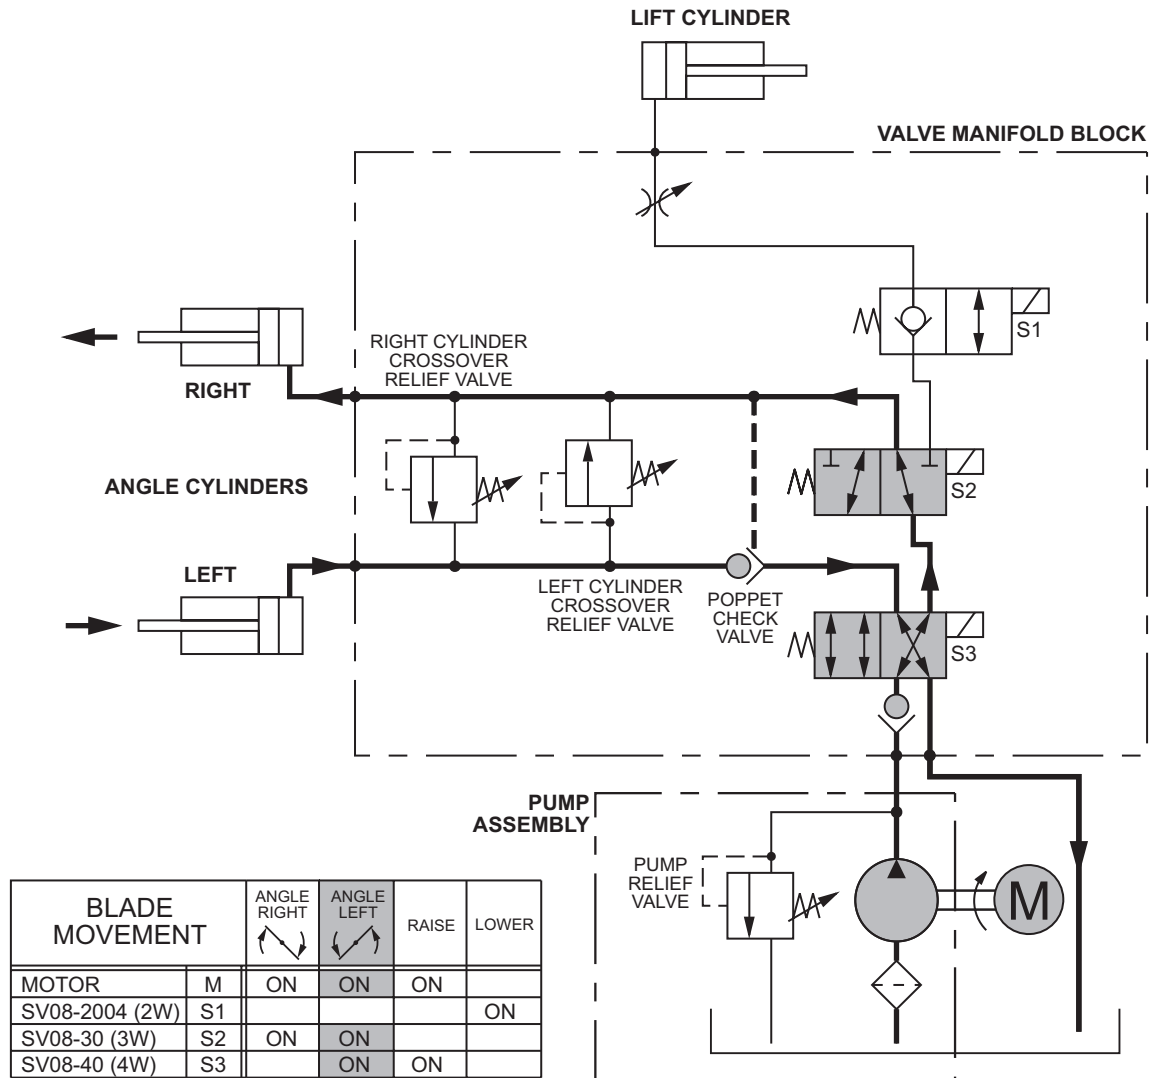 LIFT CYLINDER
VALVE MANIFOLD BLOCK
S1
RIGHT CYLINDER
CROSSOVER
RELIEF VALVE
RIGHT
S2
ANGLE CYLINDERS
LEFT
LEFT CYLINDER
CROSSOVER
RELIEF VALVE
POPPET
CHECK
VALVE
S3
PUMP
ASSEMBLY
PUMP
RELIEF
VALVE
M
BLADE
MOVEMENT
ANGLE
RIGHT
ANGLE
LEFT
RAISE
LOWER
MOTOR M ON ON ON
SV08-2004 (2W) S1 ON
SV08-30 (3W) S2 ON ON
SV08-40 (4W) S3 ON ON